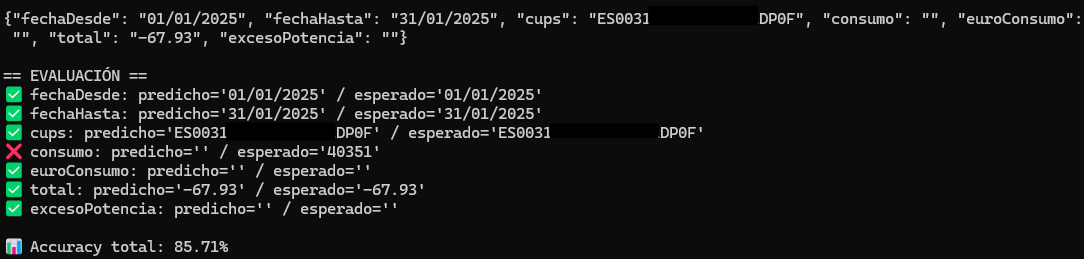 {"fechaDesde": "01/01/2025", "fechaHasta": "31/01/2025", "cups": "ES0031 DP0F", "consumo": "", "euroConsumo":
"", "total": "-67.93", "excesoPotencia": ""}
== EVALUACIÓN ==
✅ fechaDesde: predicho='01/01/2025' / esperado='01/01/2025'
✅ fechaHasta: predicho='31/01/2025' / esperado='31/01/2025'
✅ cups: predicho='ES0031 DP0F' / esperado='ES0031 DP0F'
❌ consumo: predicho='' / esperado='40351'
✅ euroConsumo: predicho='' / esperado=''
✅ total: predicho='-67.93' / esperado='-67.93'
✅ excesoPotencia: predicho='' / esperado=''
📊 Accuracy total: 85.71%